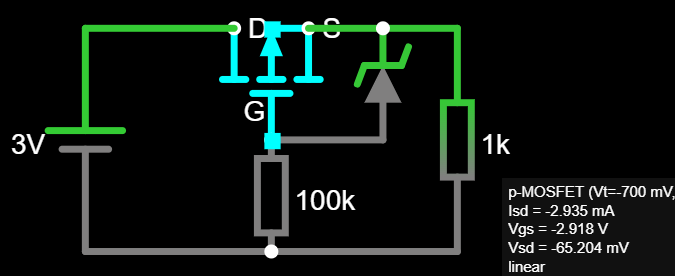 D S
G
3V
1k
100k
p-MOSFET (Vt=-700 mV,
Isd = -2.935 mA
Vgs = -2.918 V
Vsd = -65.204 mV
linear